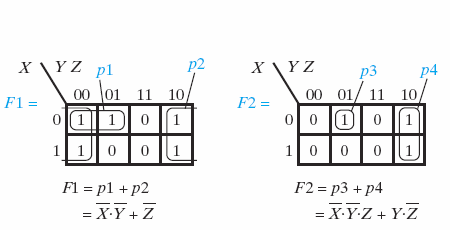 X YZ p1 p2 X YZ p3 p4
00 01 11 10 00 01 11 10
F1 = F2 =
0 1 1 0 1 0 0 1 0 1
1 1 0 0 1 1 0 0 0 1
F1 = p1 + p2 F2 = p3 + p4
= X̅·Y̅ + Z̅ = X̅·Y̅·Z + Y·Z̅